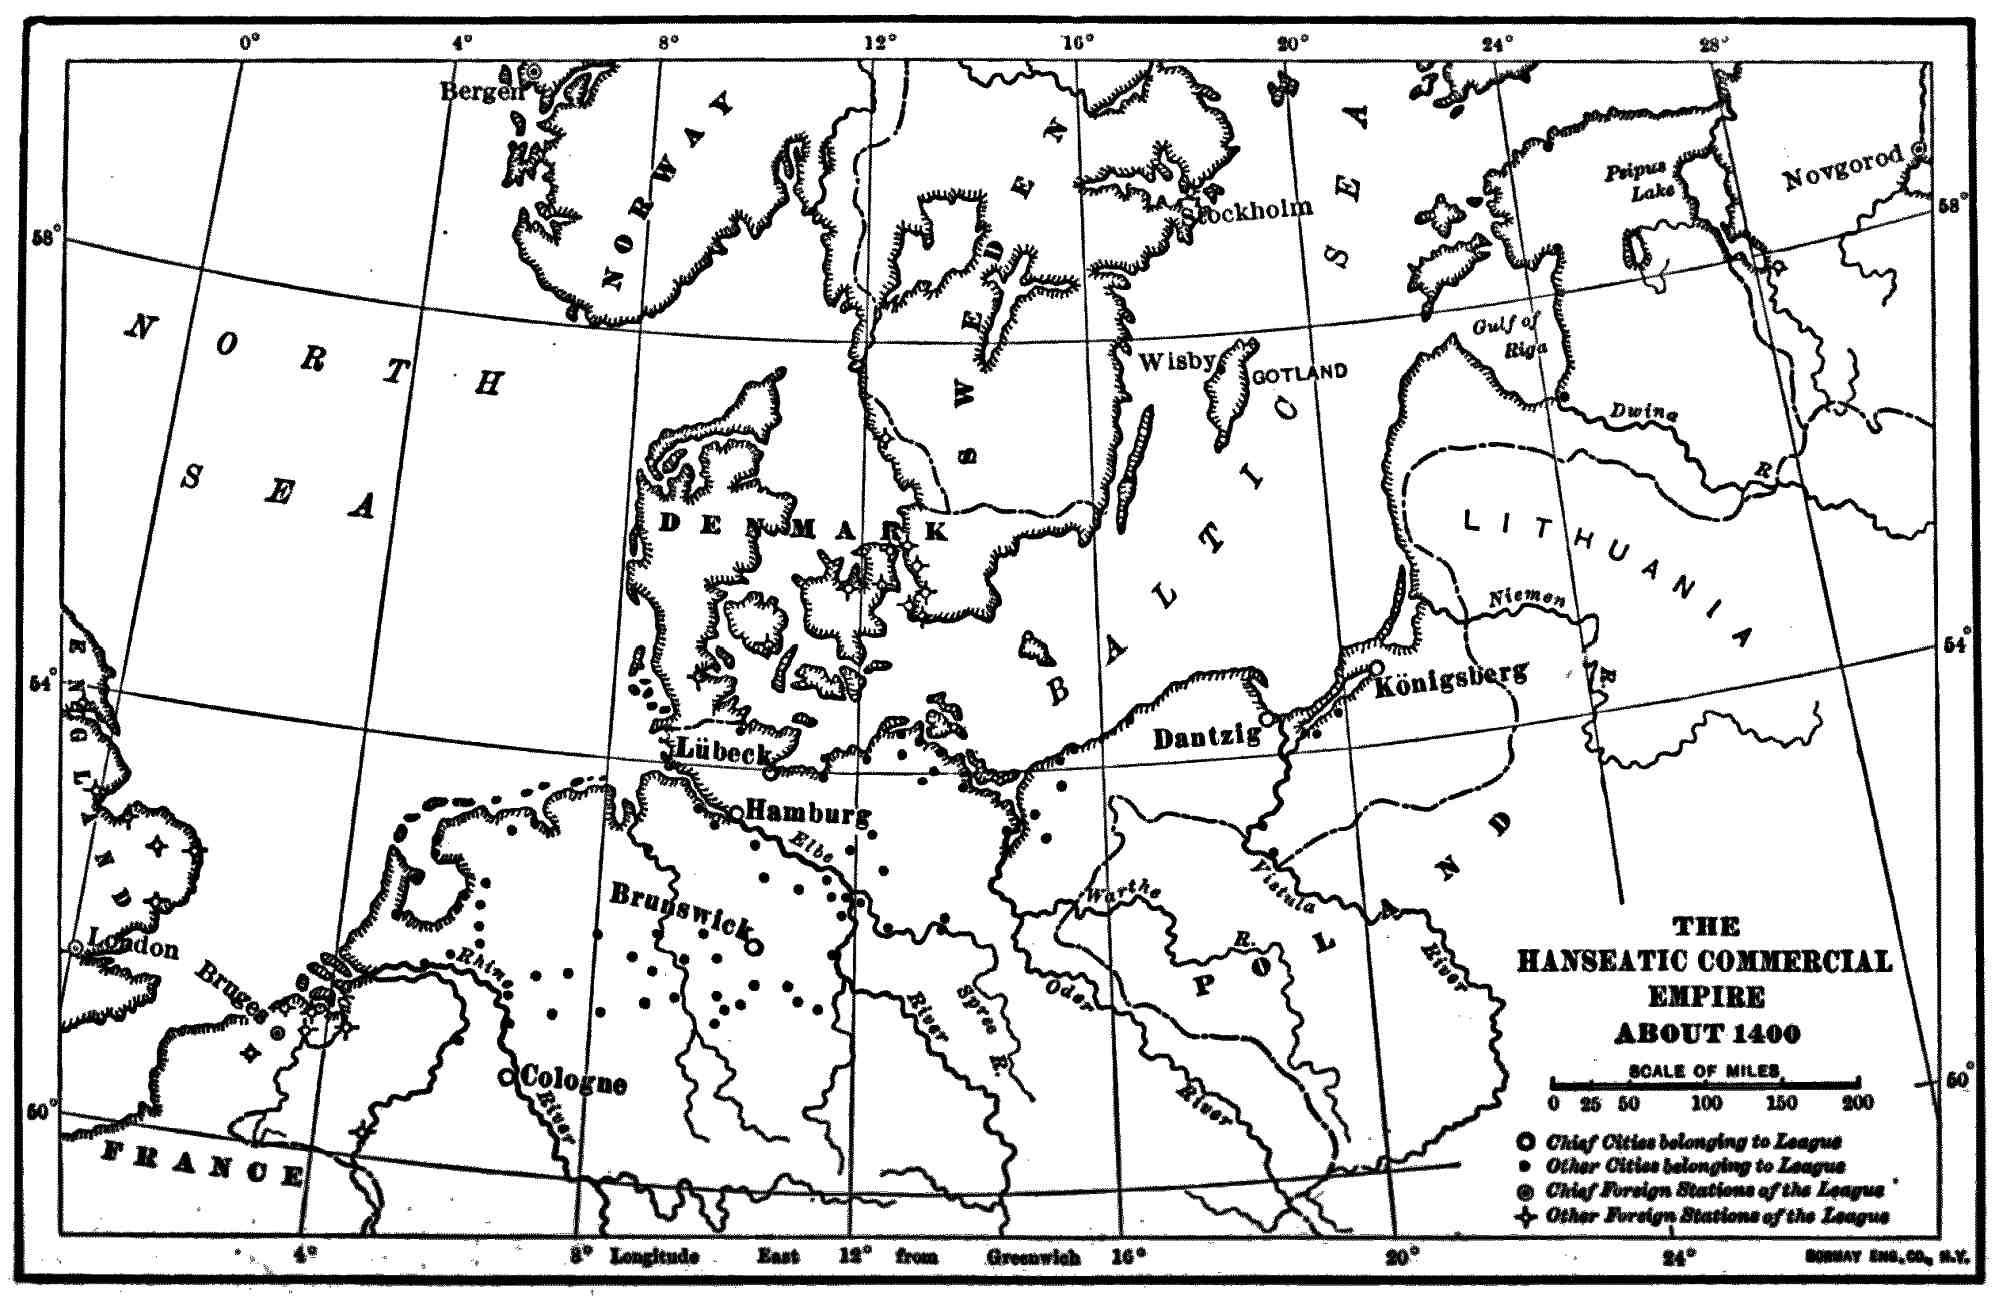 0° 4° 8° 12° 16° 20° 24° 28°
Bergen
NORWAY
SWEDEN
Stockholm
BALTIC SEA
Peipus
Lake
Novgorod
58°
58°
NORTH
SEA
Gulf of
Riga
Wisby
GOTLAND
Dwina
R.
DENMARK
LITHUANIA
Niemen
R.
ENGLAND
54°
54°
Königsberg
Dantzig
Lübeck
Hamburg
Elbe
River
Brunswick
Warthe
R.
Vistula
River
POLAND
London
Bruges
Rhine
River
Oder
River
Spree
R.
Cologne
50°
50°
FRANCE
THE
HANSEATIC COMMERCIAL
EMPIRE
ABOUT 1400
SCALE OF MILES
0 25 50 100 150 200
Chief Cities belonging to League
Other Cities belonging to League
Chief Foreign Stations of the League
Other Foreign Stations of the League
4° 8° Longitude East 12° from Greenwich 16° 20° 24°
BORMAY ENG.CO., N.Y.